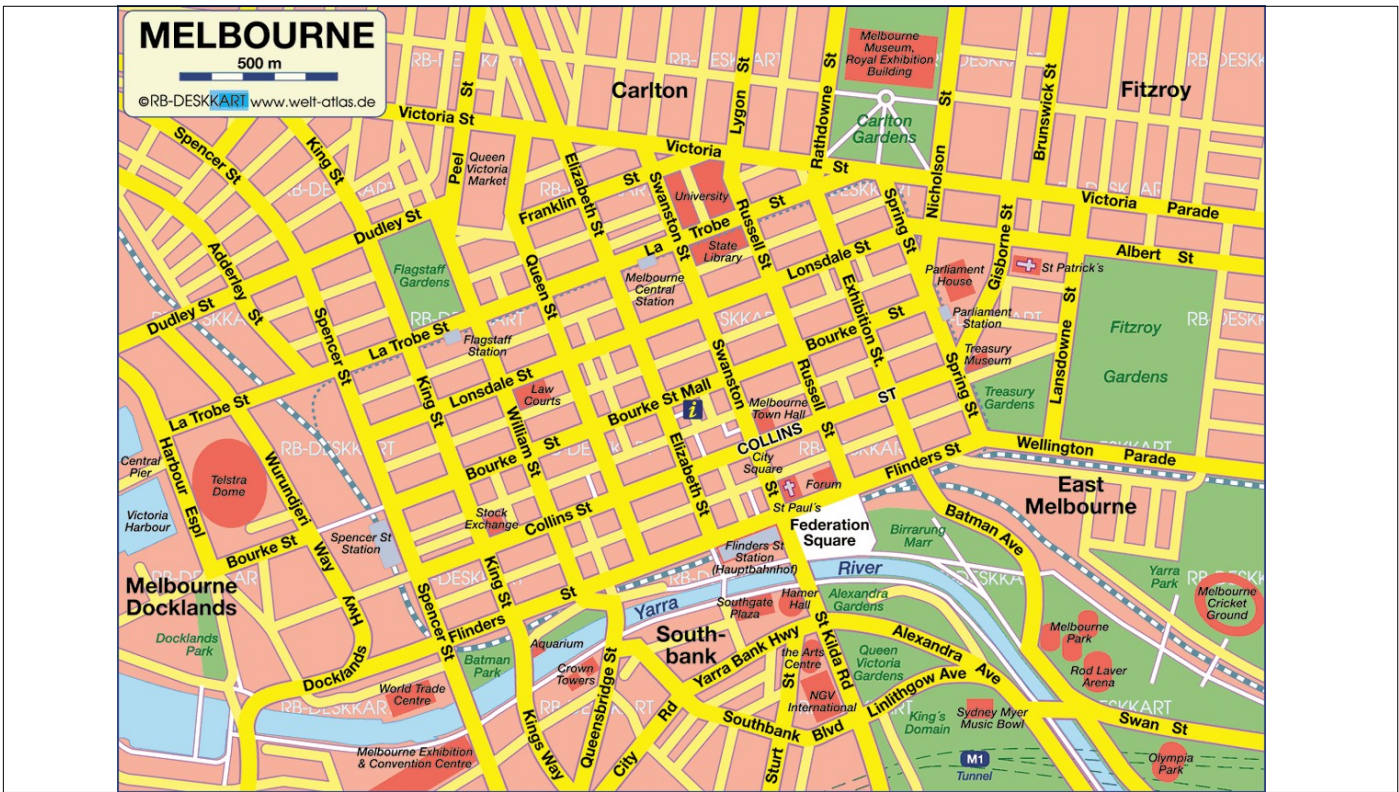 MELBOURNE
500 m
©RB-DESKKART www.welt-atlas.de
Carlton
Fitzroy
Melbourne
Museum,
Royal Exhibition
Building
Carlton
Gardens
Victoria St
Peel St
Lygon St
Rathdowne St
Nicholson St
Brunswick St
Victoria St
Victoria Parade
Albert St
Spencer St
King St
Queen
Victoria
Market
Elizabeth St
Franklin St
Swanston St
University
Russell St
La Trobe St
State
Library
Spring St
Gisborne St
St Patrick's
Dudley St
Adderley St
Flagstaff
Gardens
Queen St
Melbourne
Central
Station
Lonsdale St
Exhibition St.
Parliament
House
Parliament
Station
Lansdowne St
Fitzroy
Gardens
Dudley St
Spencer St
La Trobe St
Flagstaff
Station
Bourke St
Treasury
Museum
Treasury
Gardens
Spring St
Lonsdale St
Law
Courts
King St
William St
Bourke St Mall
i
Swanston St
Russell St
Melbourne
Town Hall
COLLINS ST
City
Square
La Trobe St
Harbour Espl
Telstra
Dome
Wurundjeri Way
Central
Pier
Victoria
Harbour
Bourke St
Elizabeth St
Forum
St Paul's
Flinders St
Wellington Parade
East
Melbourne
Stock
Exchange
Collins St
Spencer St
Station
Bourke St
Federation
Square
Flinders St
Station
(Hauptbahnhof)
Birrarung
Marr
Batman Ave
Melbourne
Docklands
Docklands
Park
Docklands Hwy
Spencer St
King St
Flinders St
Yarra River
Southgate
Plaza
Hamer
Hall
Alexandra
Gardens
Yarra
Park
Melbourne
Cricket
Ground
Melbourne
Park
Rod Laver
Arena
South-
bank
Yarra Bank Hwy
the Arts
Centre
St Kilda Rd
Queen
Victoria
Gardens
Alexandra Ave
Aquarium
Batman
Park
Crown
Towers
World Trade
Centre
Queensbridge St
NGV
International
Linlithgow Ave
King's
Domain
Sydney Myer
Music Bowl
Swan St
Southbank Blvd
Kings Way
City Rd
Sturt St
Melbourne Exhibition
& Convention Centre
M1
Tunnel
Olympia
Park